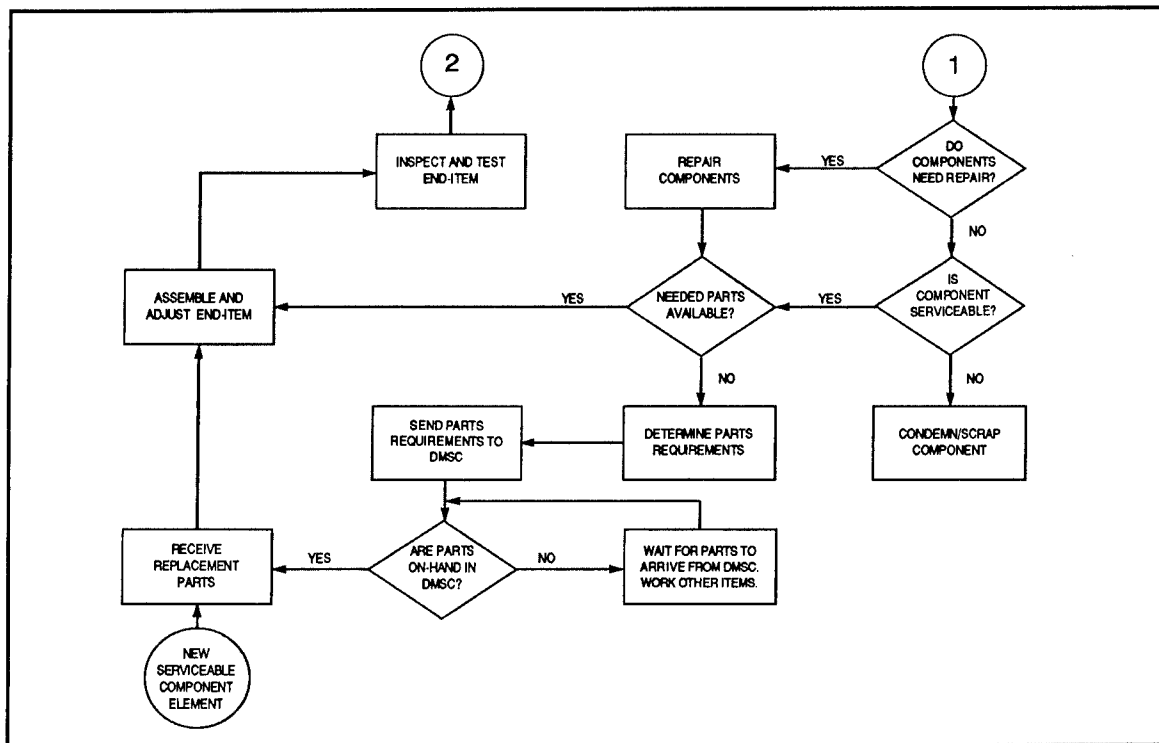 2
1
INSPECT AND TEST
END-ITEM
REPAIR
COMPONENTS
YES
DO
COMPONENTS
NEED REPAIR?
NO
ASSEMBLE AND
ADJUST END-ITEM
YES
NEEDED PARTS
AVAILABLE?
YES
IS
COMPONENT
SERVICEABLE?
NO
NO
SEND PARTS
REQUIREMENTS TO
DMSC
DETERMINE PARTS
REQUIREMENTS
CONDEMN/SCRAP
COMPONENT
RECEIVE
REPLACEMENT
PARTS
YES
ARE PARTS
ON-HAND IN
DMSC?
NO
WAIT FOR PARTS TO
ARRIVE FROM DMSC.
WORK OTHER ITEMS.
NEW
SERVICEABLE
COMPONENT
ELEMENT